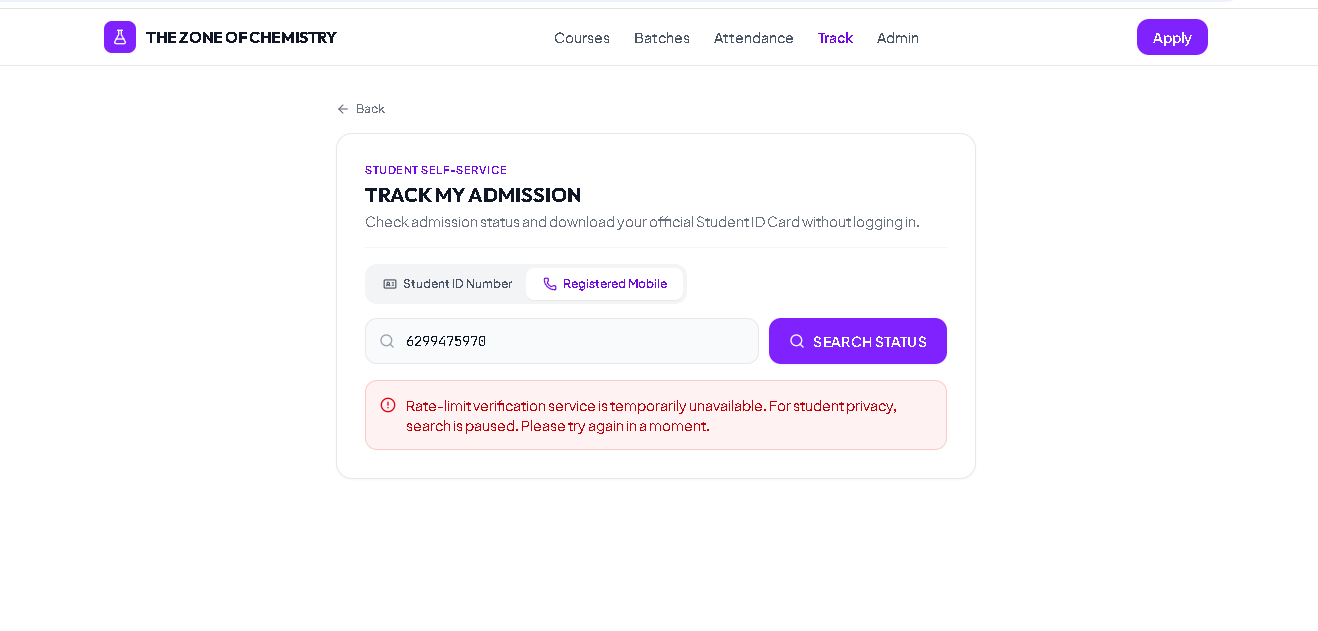 THE ZONE OF CHEMISTRY
Courses Batches Attendance Track Admin
Apply
Back
STUDENT SELF-SERVICE
TRACK MY ADMISSION
Check admission status and download your official Student ID Card without logging in.
Student ID Number Registered Mobile
6299475970
SEARCH STATUS
Rate-limit verification service is temporarily unavailable. For student privacy,
search is paused. Please try again in a moment.